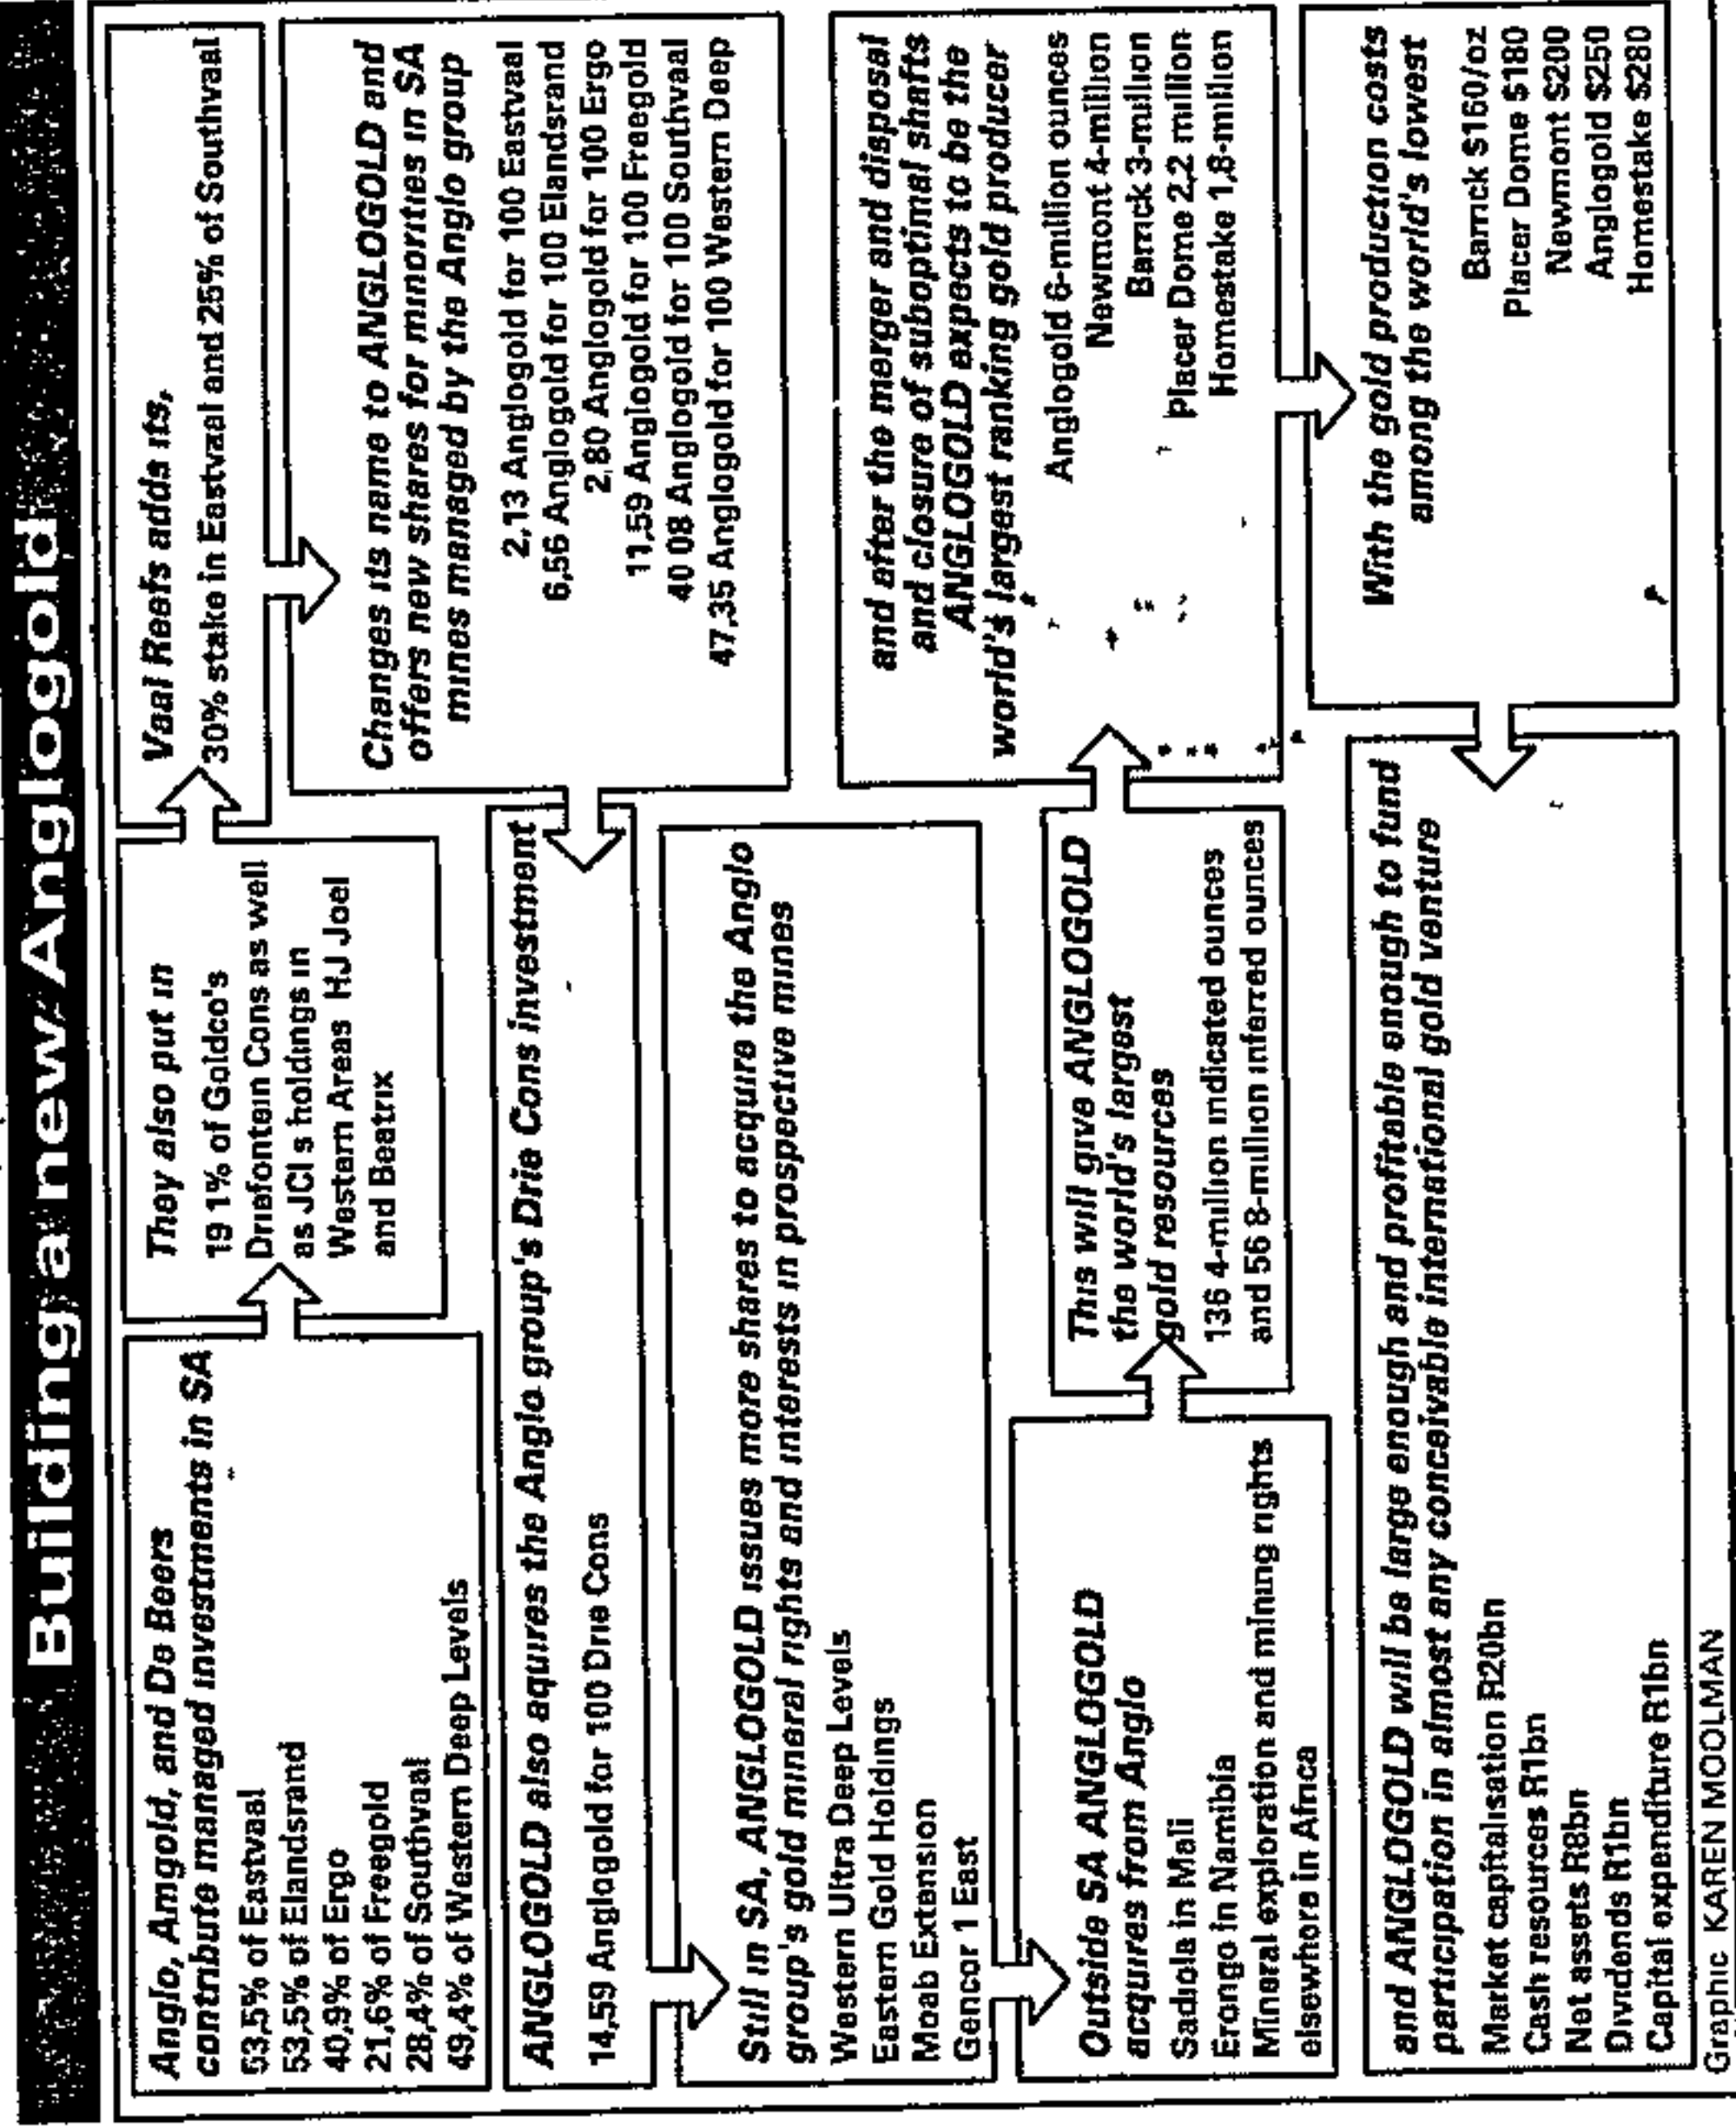 Building a new Anglogold
Anglo, Amgold, and De Beers
contribute managed investments in SA
53,5% of Eastvaal
53,5% of Elandsrand
40,9% of Ergo
21,6% of Freegold
28,4% of Southvaal
49,4% of Western Deep Levels
They also put in
19 1% of Goldco's
Driefontein Cons as well
as JCI s holdings in
Western Areas HJ Joel
and Beatrix
Vaal Reefs adds its,
30% stake in Eastvaal and 25% of Southvaal
Changes its name to ANGLOGOLD and
offers new shares for minorities in SA
mines managed by the Anglo group
2,13 Anglogold for 100 Eastvaal
6,56 Anglogold for 100 Elandsrand
2,80 Anglogold for 100 Ergo
11,59 Anglogold for 100 Freegold
40 08 Anglogold for 100 Southvaal
47,35 Anglogold for 100 Western Deep
ANGLOGOLD also aquires the Anglo group's Drie Cons investment
14,59 Anglogold for 100 Drie Cons
Still in SA, ANGLOGOLD issues more shares to acquire the Anglo
group's gold mineral rights and interests in prospective mines
Western Ultra Deep Levels
Eastern Gold Holdings
Moab Extension
Gencor 1 East
Outside SA ANGLOGOLD
acquires from Anglo
Sadiola in Mali
Erongo in Namibia
Mineral exploration and mining rights
elsewhere in Africa
This will give ANGLOGOLD
the world's largest
gold resources
136 4-million indicated ounces
and 56 8-million inferred ounces
and after the merger and disposal
and closure of suboptimal shafts
ANGLOGOLD expects to be the
world's largest ranking gold producer
Anglogold 6-million ounces
Newmont 4-million
Barrick 3-million
Placer Dome 2,2 million
Homestake 1,8-million
With the gold production costs
among the world's lowest
Barrick $160/oz
Placer Dome $180
Newmont $200
Anglogold $250
Homestake $280
and ANGLOGOLD will be large enough and profitable enough to fund
participation in almost any conceivable international gold venture
Market capitalisation R20bn
Cash resources R1bn
Net assets R8bn
Dividends R1bn
Capital expenditure R1bn
Graphic KAREN MOOLMAN